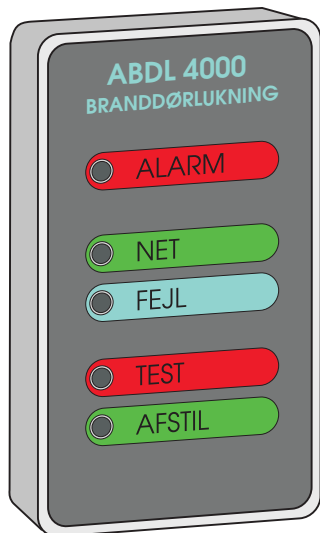 ABDL 4000
BRANDDØRLUKNING
ALARM
NET
FEJL
TEST
AFSTIL